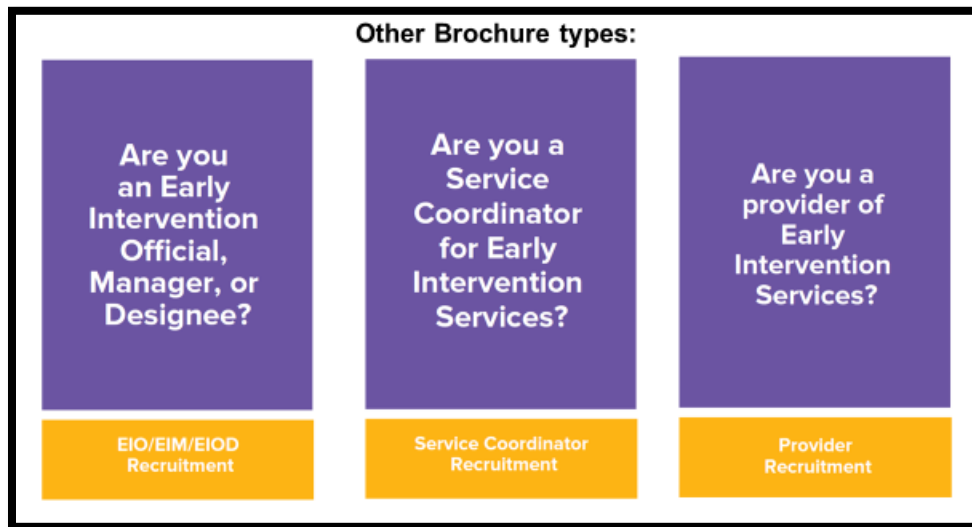 Other Brochure types:
Are you
an Early
Intervention
Official,
Manager, or
Designee?
Are you a
Service
Coordinator
for Early
Intervention
Services?
Are you a
provider of
Early
Intervention
Services?
EIO/EIM/EIOD
Recruitment
Service Coordinator
Recruitment
Provider
Recruitment